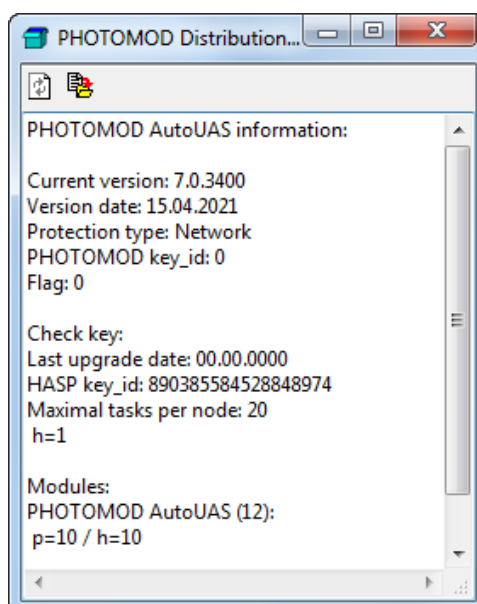 PHOTOMOD Distribution...
PHOTOMOD AutoUAS information:
Current version: 7.0.3400
Version date: 15.04.2021
Protection type: Network
PHOTOMOD key_id: 0
Flag: 0
Check key:
Last upgrade date: 00.00.0000
HASP key_id: 890385584528848974
Maximal tasks per node: 20
h=1
Modules:
PHOTOMOD AutoUAS (12):
p=10 / h=10